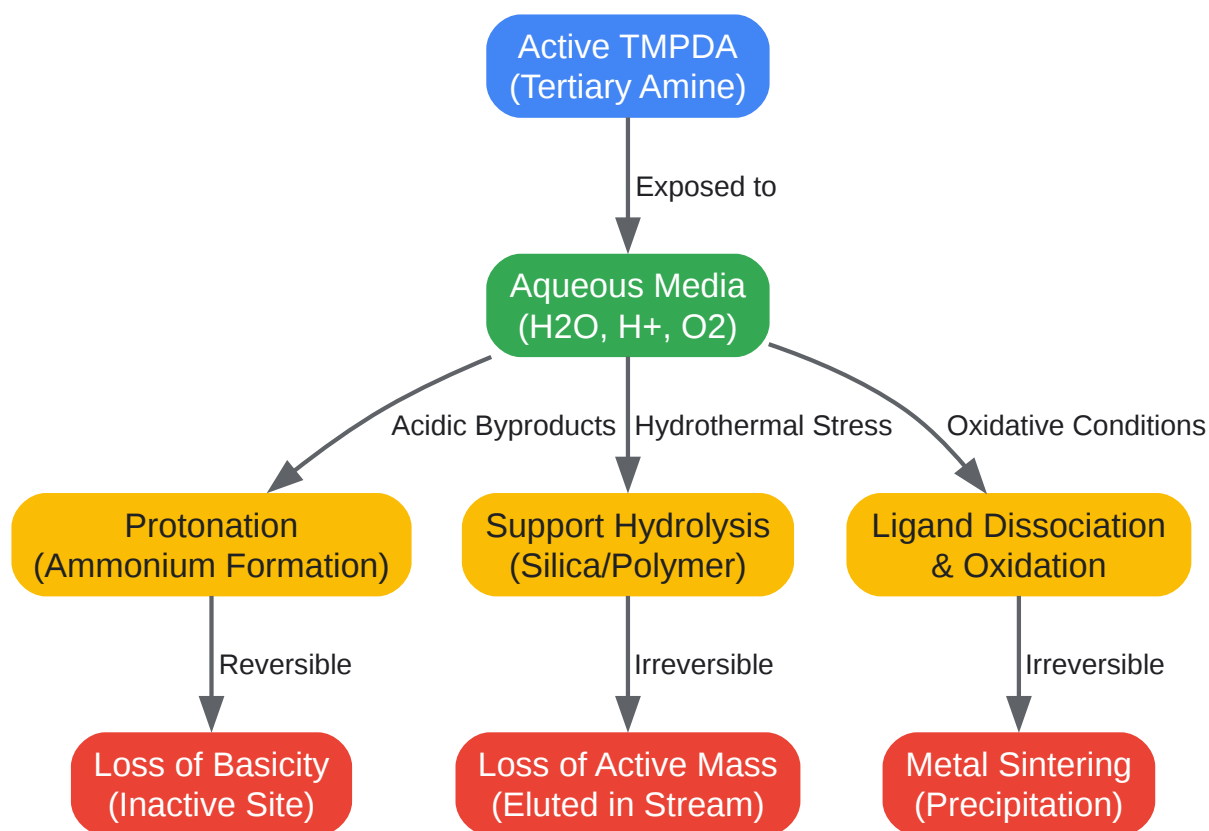 Active TMPDA
(Tertiary Amine)
Exposed to
Aqueous Media
(H2O, H+, O2)
Acidic Byproducts
Hydrothermal Stress
Oxidative Conditions
Protonation
(Ammonium Formation)
Support Hydrolysis
(Silica/Polymer)
Ligand Dissociation
& Oxidation
Reversible
Irreversible
Irreversible
Loss of Basicity
(Inactive Site)
Loss of Active Mass
(Eluted in Stream)
Metal Sintering
(Precipitation)